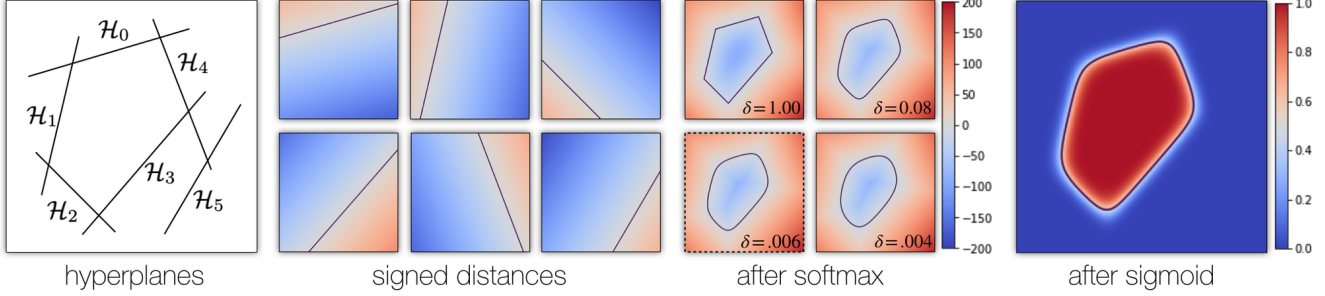 H₀
H₄
H₁
H₃
H₂
H₅
hyperplanes
signed distances
δ=1.00
δ=0.08
δ=.006
δ=.004
after softmax
200
150
100
50
0
−50
−100
−150
−200
after sigmoid
1.0
0.8
0.6
0.4
0.2
0.0